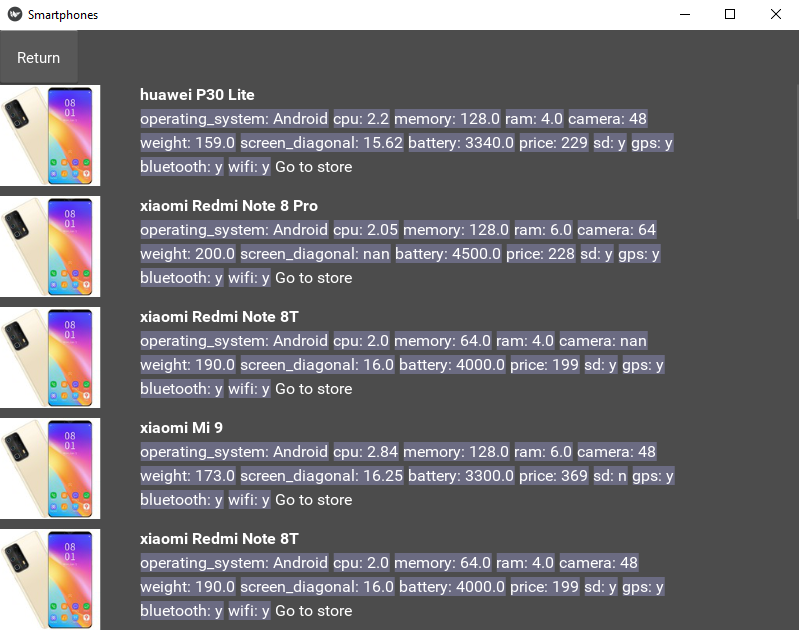 Smartphones
Return
huawei P30 Lite
operating_system: Android cpu: 2.2 memory: 128.0 ram: 4.0 camera: 48
weight: 159.0 screen_diagonal: 15.62 battery: 3340.0 price: 229 sd: y gps: y
bluetooth: y wifi: y Go to store
08
01
xiaomi Redmi Note 8 Pro
operating_system: Android cpu: 2.05 memory: 128.0 ram: 6.0 camera: 64
weight: 200.0 screen_diagonal: nan battery: 4500.0 price: 228 sd: y gps: y
bluetooth: y wifi: y Go to store
08
01
xiaomi Redmi Note 8T
operating_system: Android cpu: 2.0 memory: 64.0 ram: 4.0 camera: nan
weight: 190.0 screen_diagonal: 16.0 battery: 4000.0 price: 199 sd: y gps: y
bluetooth: y wifi: y Go to store
08
01
xiaomi Mi 9
operating_system: Android cpu: 2.84 memory: 128.0 ram: 6.0 camera: 48
weight: 173.0 screen_diagonal: 16.25 battery: 3300.0 price: 369 sd: n gps: y
bluetooth: y wifi: y Go to store
08
01
xiaomi Redmi Note 8T
operating_system: Android cpu: 2.0 memory: 64.0 ram: 4.0 camera: 48
weight: 190.0 screen_diagonal: 16.0 battery: 4000.0 price: 199 sd: y gps: y
bluetooth: y wifi: y Go to store
08
01